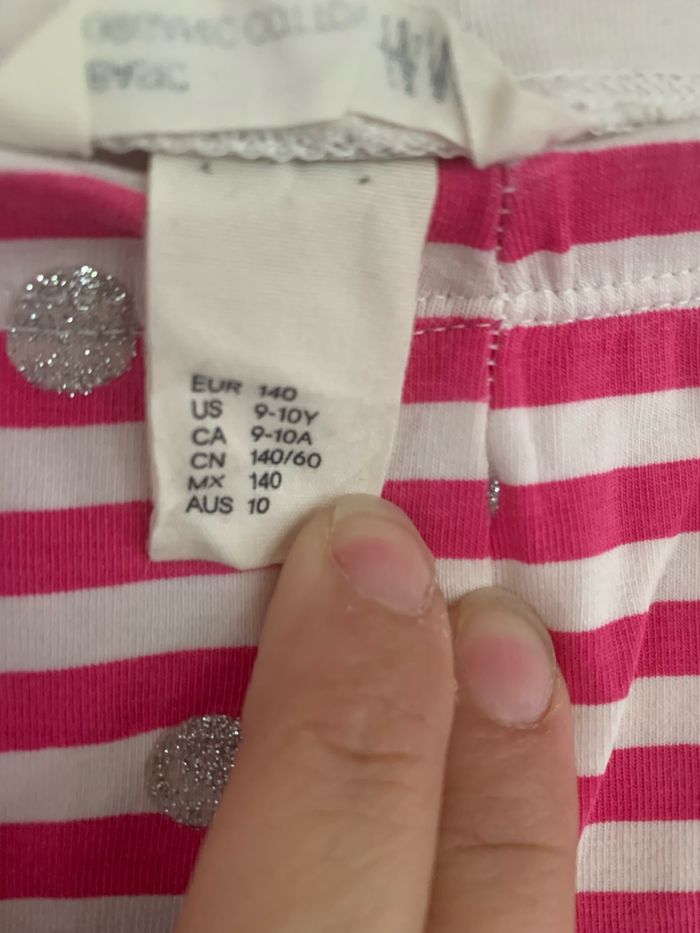 EUR 140
US 9-10Y
CA 9-10A
CN 140/60
MX 140
AUS 10